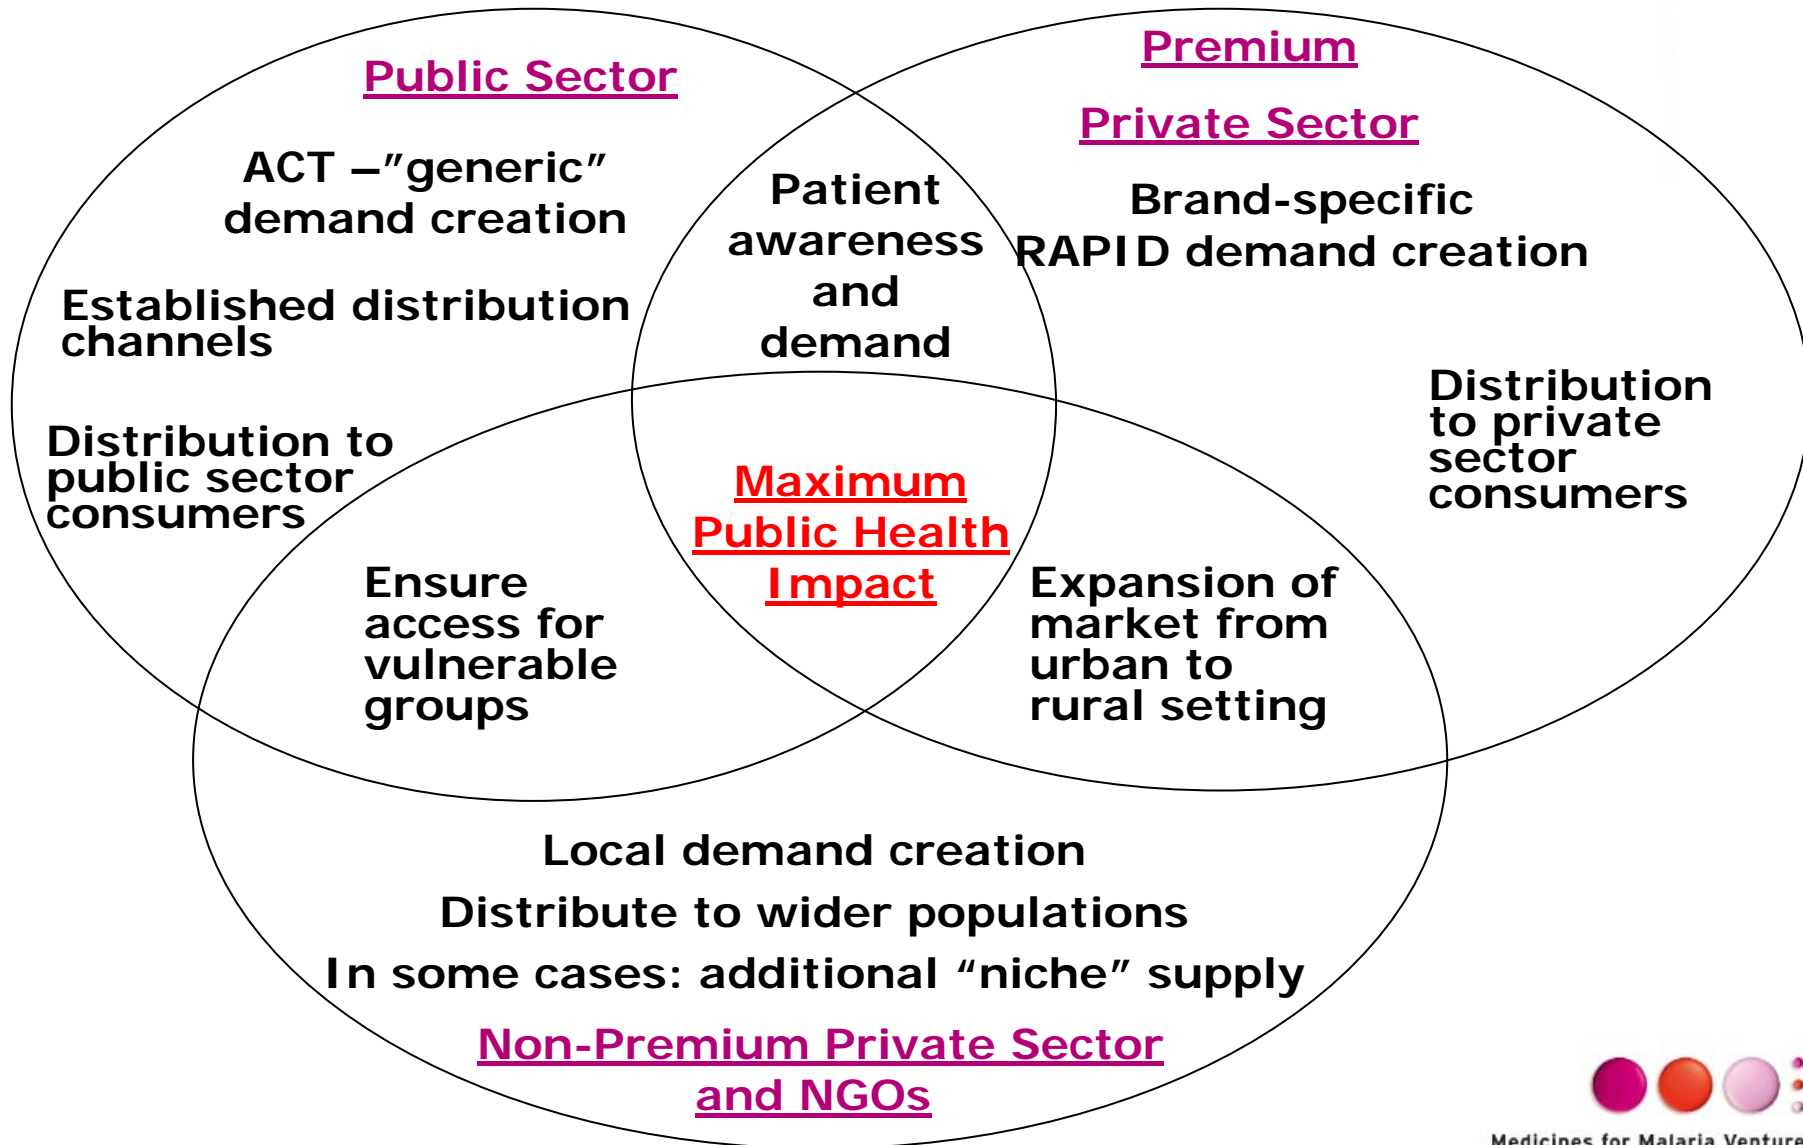 Public Sector
ACT –"generic"
demand creation
Established distribution
channels
Distribution to
public sector
consumers
Patient
awareness
and
demand
Premium
Private Sector
Brand-specific
RAPID demand creation
Distribution
to private
sector
consumers
Maximum
Public Health
Impact
Ensure
access for
vulnerable
groups
Expansion of
market from
urban to
rural setting
Local demand creation
Distribute to wider populations
In some cases: additional “niche” supply
Non-Premium Private Sector
and NGOs
Medicines for Malaria Venture